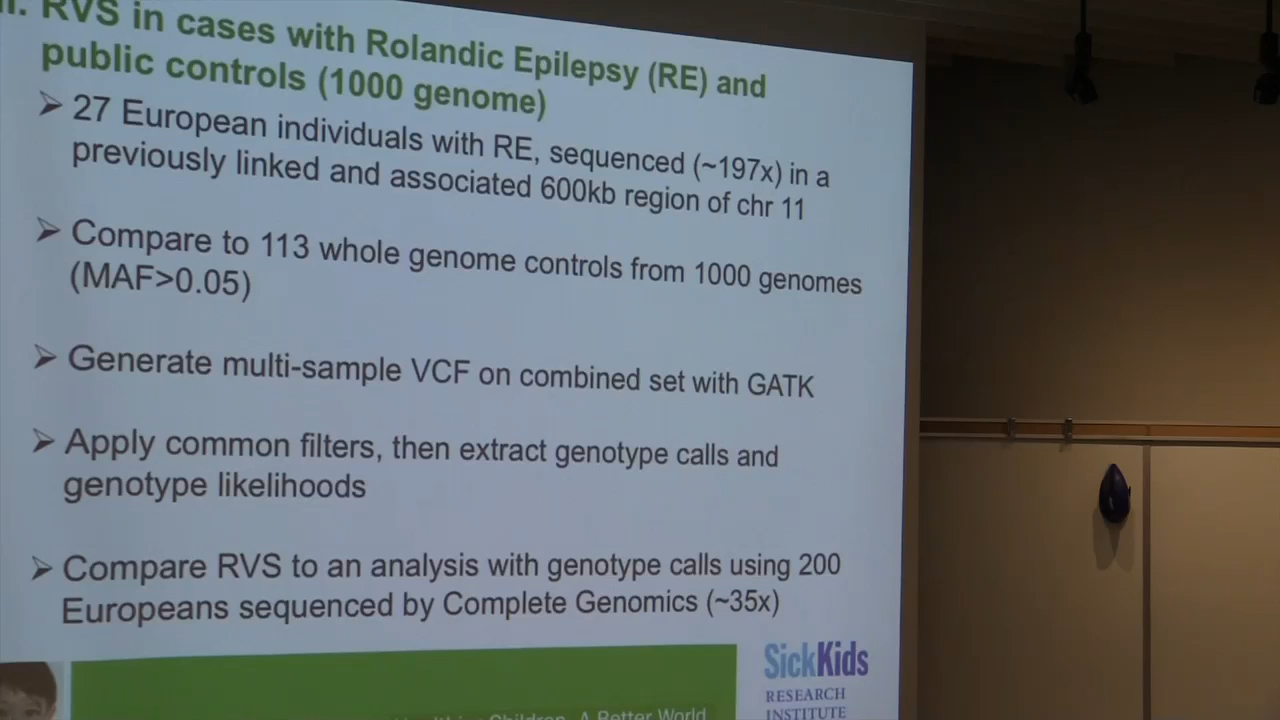 RVS in cases with Rolandic Epilepsy (RE) and
public controls (1000 genome)
➤ 27 European individuals with RE, sequenced (~197x) in a
previously linked and associated 600kb region of chr 11
➤ Compare to 113 whole genome controls from 1000 genomes
(MAF>0.05)
➤ Generate multi-sample VCF on combined set with GATK
➤ Apply common filters, then extract genotype calls and
genotype likelihoods
➤ Compare RVS to an analysis with genotype calls using 200
Europeans sequenced by Complete Genomics (~35x)
Children. A Better World
SickKids
RESEARCH
INSTITUTE